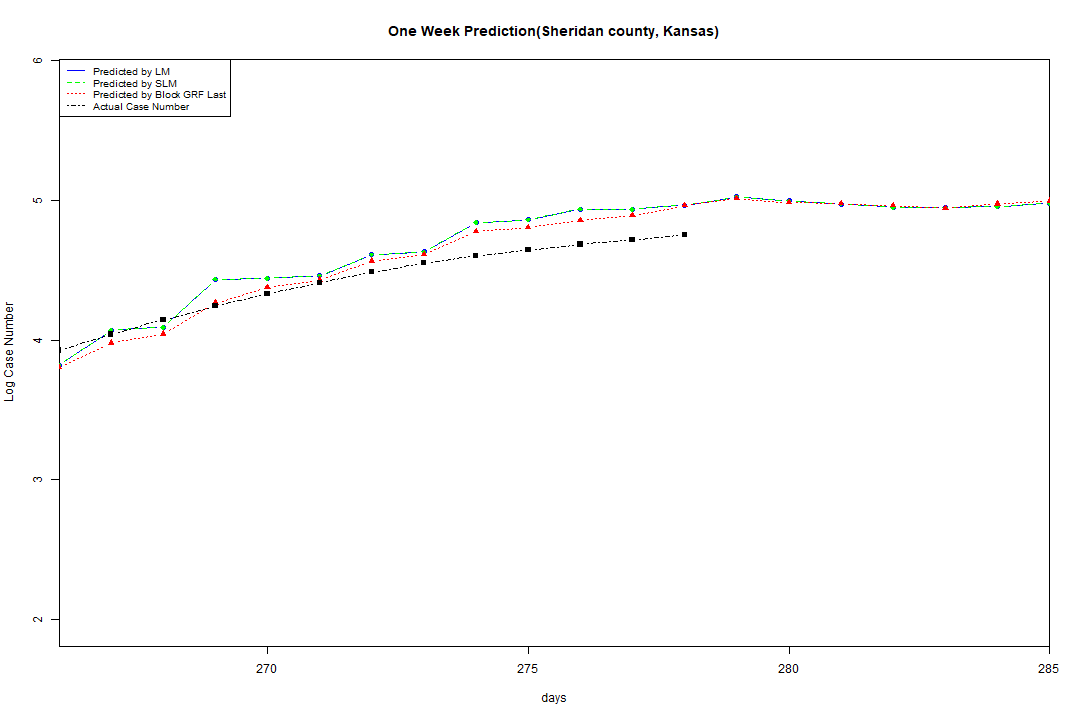 One Week Prediction(Sheridan county, Kansas)
Predicted by LM
Predicted by SLM
Predicted by Block GRF Last
Actual Case Number
6
5
4
3
2
Log Case Number
270 275 280 285
days